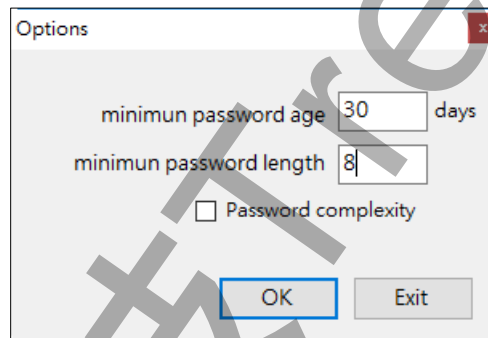 Options
x
minimun password age 30 days
minimun password length 8
Password complexity
OK Exit